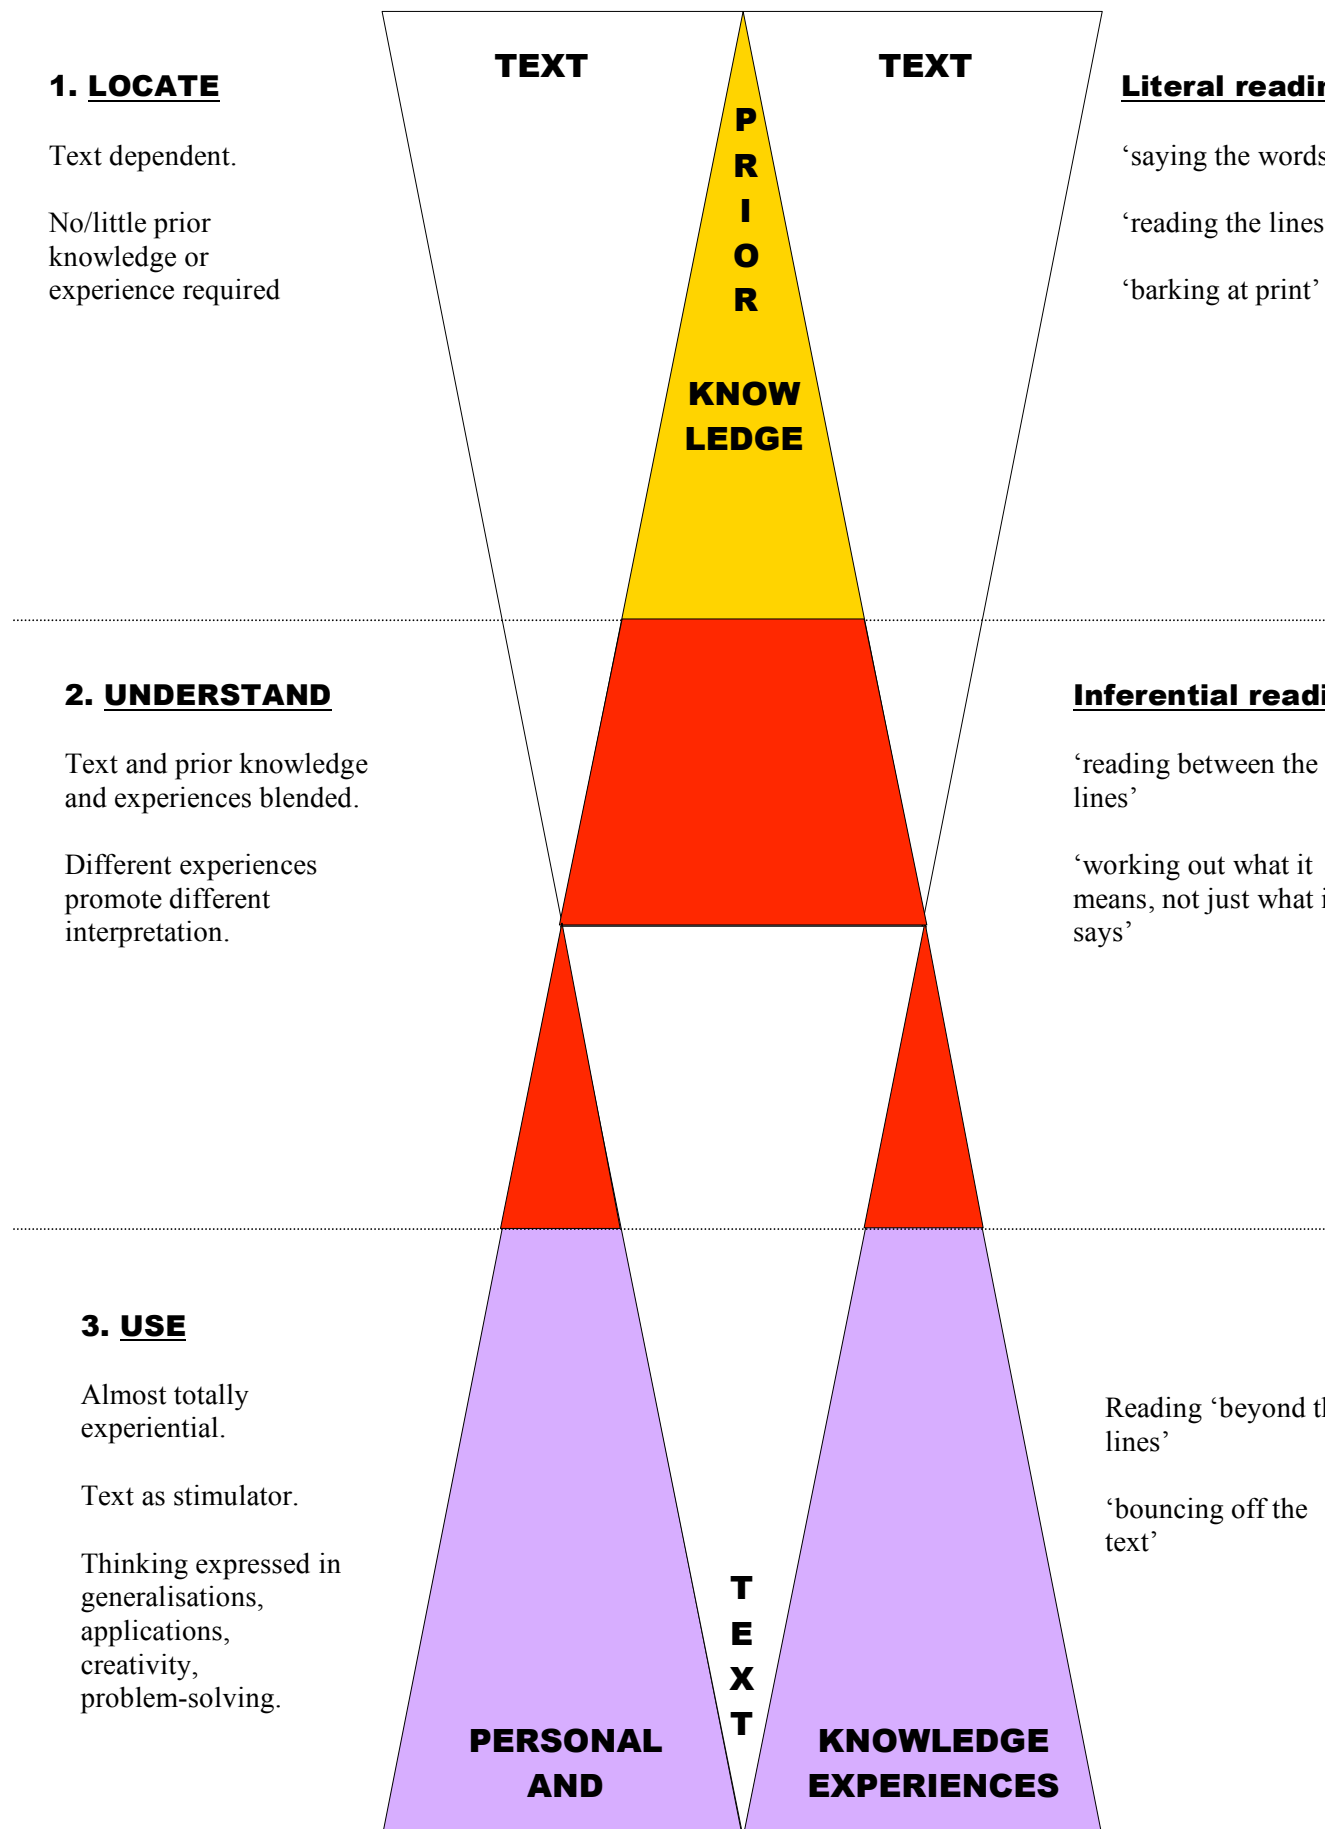 1. LOCATE
Text dependent.
No/little prior
knowledge or
experience required
TEXT
TEXT
P
R
I
O
R
KNOW
LEDGE
Literal
‘saying the words
‘reading the lines
‘barking at print’
2. UNDERSTAND
Text and prior knowledge
and experiences blended.
Different experiences
promote different
interpretation.
Inferential
‘reading between the
lines’
‘working out what it
means, not just what
says’
3. USE
Almost totally
experiential.
Text as stimulator.
Thinking expressed in
generalisations,
applications,
creativity,
problem-solving.
T
E
X
T
PERSONAL
AND
KNOWLEDGE
EXPERIENCES
Reading ‘beyond
lines’
‘bouncing off the
text’